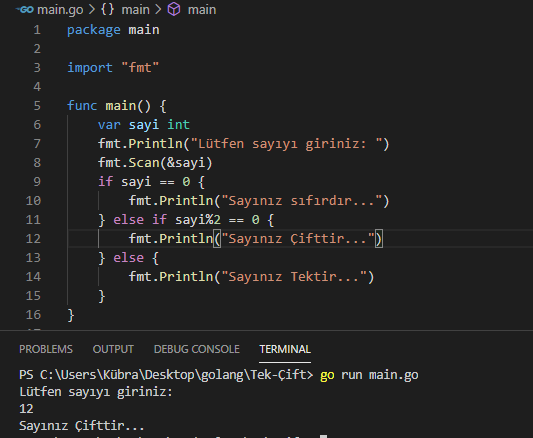 main.go > {} main > main
1 package main
2
3 import "fmt"
4
5 func main() {
6 var sayi int
7 fmt.Println("Lütfen sayıyı giriniz: ")
8 fmt.Scan(&sayi)
9 if sayi == 0 {
10 fmt.Println("Sayınız sıfırdır...")
11 } else if sayi%2 == 0 {
12 fmt.Println("Sayınız Çifttir...")
13 } else {
14 fmt.Println("Sayınız Tektir...")
15 }
16 }
PROBLEMS OUTPUT DEBUG CONSOLE TERMINAL
PS C:\Users\Kübra\Desktop\golang\Tek-Çift> go run main.go
Lütfen sayıyı giriniz:
12
Sayınız Çifttir...